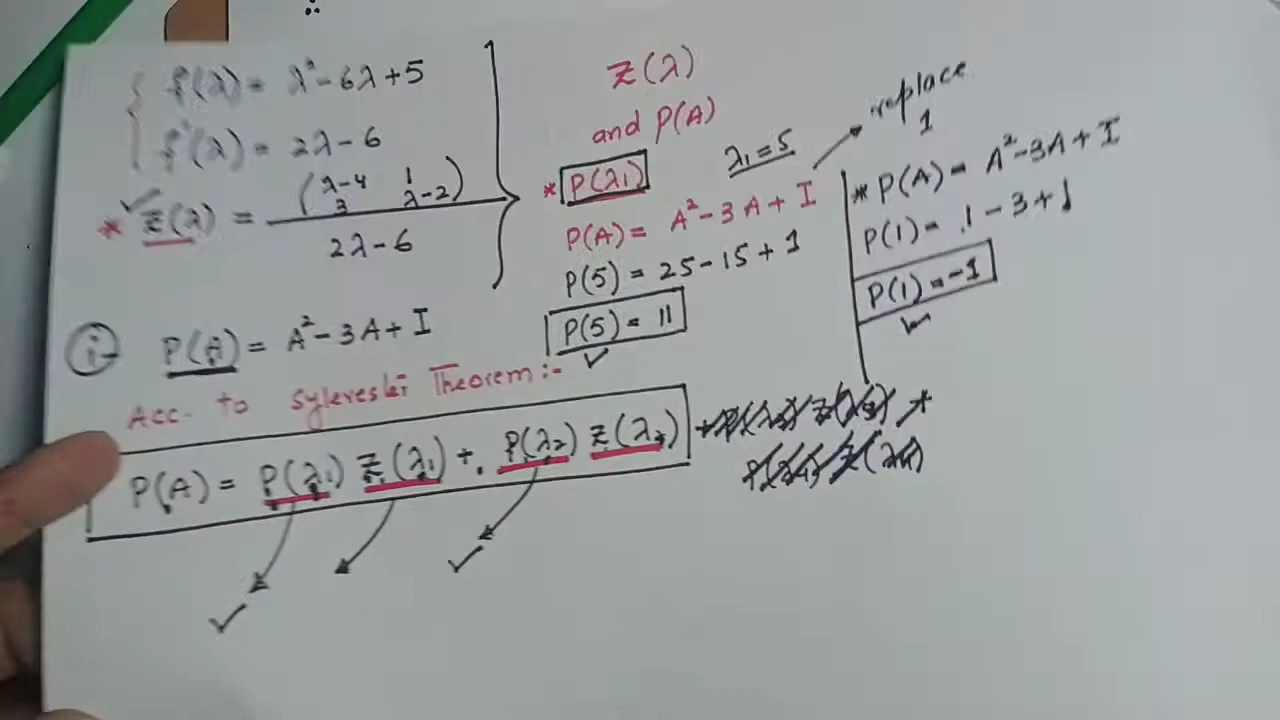 f(λ) = λ²-6λ+5
f'(λ) = 2λ-6
* z(λ) = (λ-4 1
3 λ-2)
2λ-6
z(λ)
and P(A)
* P(λ₁)
λ₁=5
replace
1
P(A) = A²-3A+I
P(5) = 25-15+1
P(5) = 11
* P(A) = A²-3A+I
P(1) = 1-3+1
P(1) = -1
i- P(A) = A²-3A+I
Acc. to Sylerester Theorem:-
P(A) = P(λ₁) z(λ₁) + P(λ₂) z(λ₂)